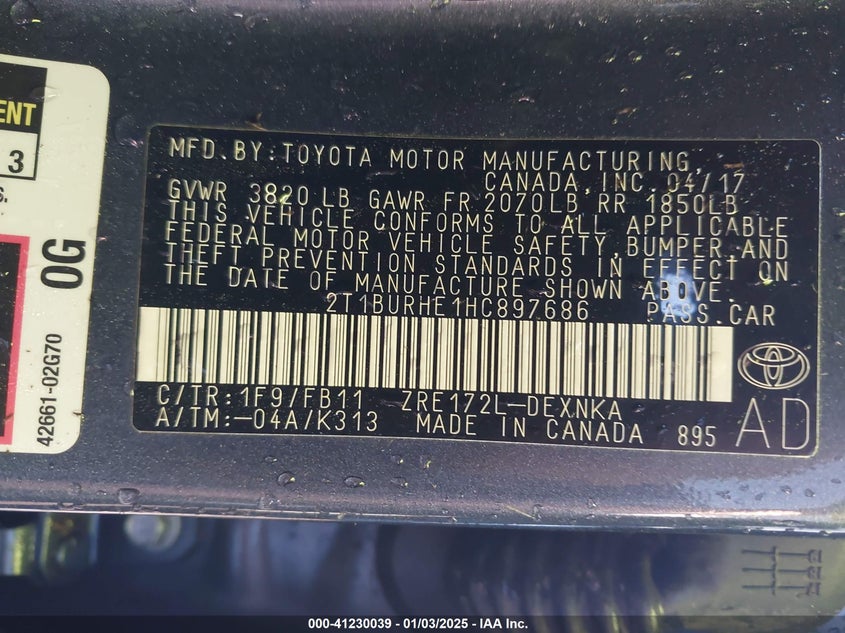 ENT
3
S.
0G
42661-02G70
MFD.BY:TOYOTA MOTOR MANUFACTURING,
CANADA,INC.04/17
GVWR 3820 LB GAWR FR 2070LB RR 1850LB
THIS VEHICLE CONFORMS TO ALL APPLICABLE
FEDERAL MOTOR VEHICLE SAFETY,BUMPER,AND
THEFT PREVENTION STANDARDS IN EFFECT ON
THE DATE OF MANUFACTURE SHOWN ABOVE.
2T1BURHE1HC897686 PASS.CAR
C/TR:1F9/FB11 ZRE172L-DEXNKA
A/TM:-04A/K313 MADE IN CANADA 895
AD
000-41230039 - 01/03/2025 - IAA Inc.